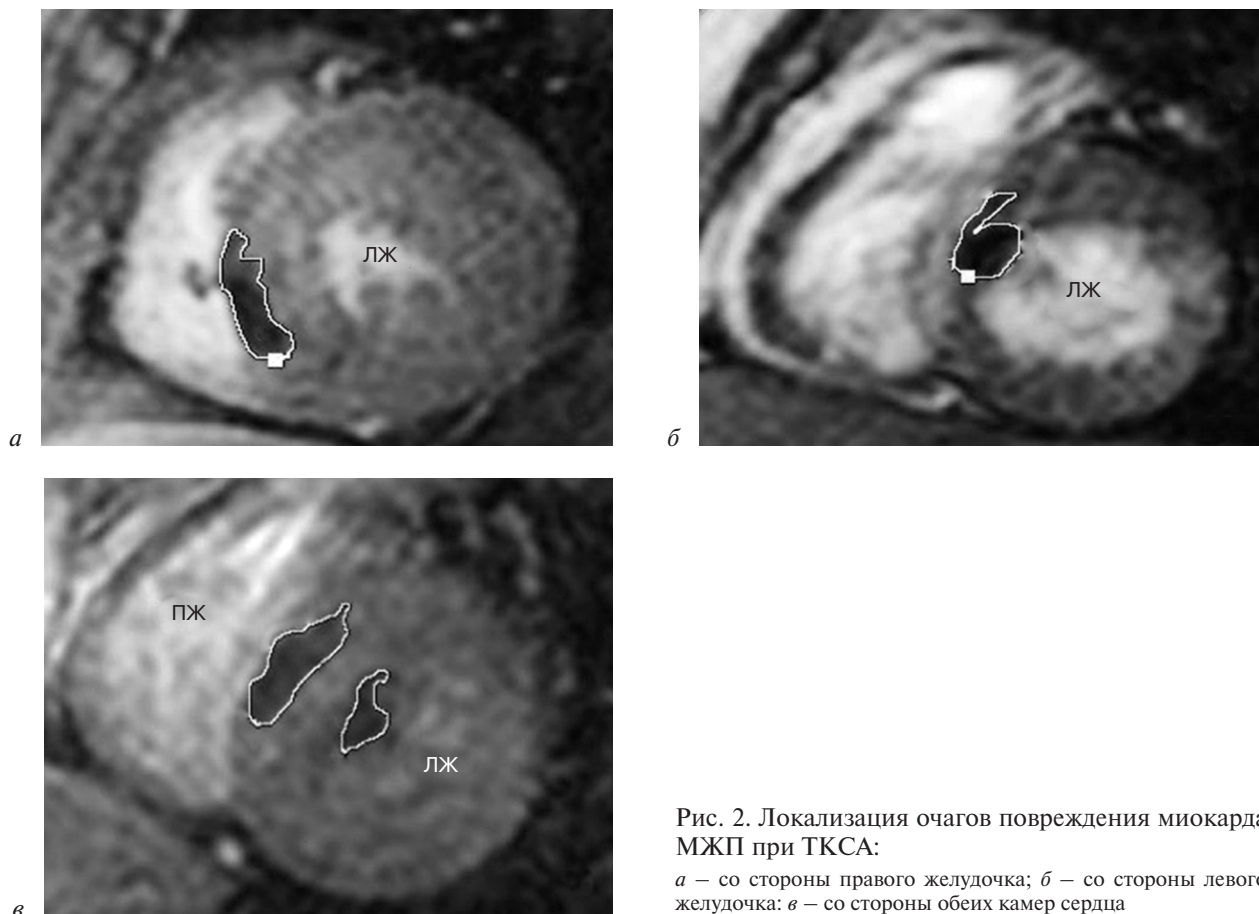 ЛЖ
а
ЛЖ
б
ПЖ
ЛЖ
в
Рис. 2. Локализация очагов повреждения миокарда
МЖП при ТКСА:
а – со стороны правого желудочка; б – со стороны левого
желудочка: в – со стороны обеих камер сердца